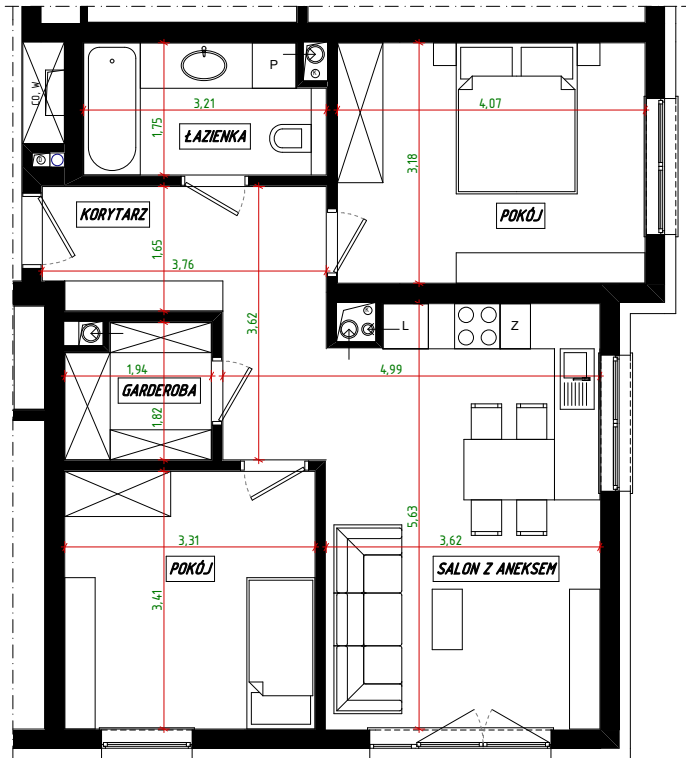 CO, W
P
3,21
1,75
ŁAZIENKA
4,07
3,18
POKÓJ
KORYTARZ
1,65
3,76
3,62
L
Z
1,94
GARDEROBA
1,82
4,99
5,63
3,31
POKÓJ
3,41
3,62
SALON Z ANEKSEM